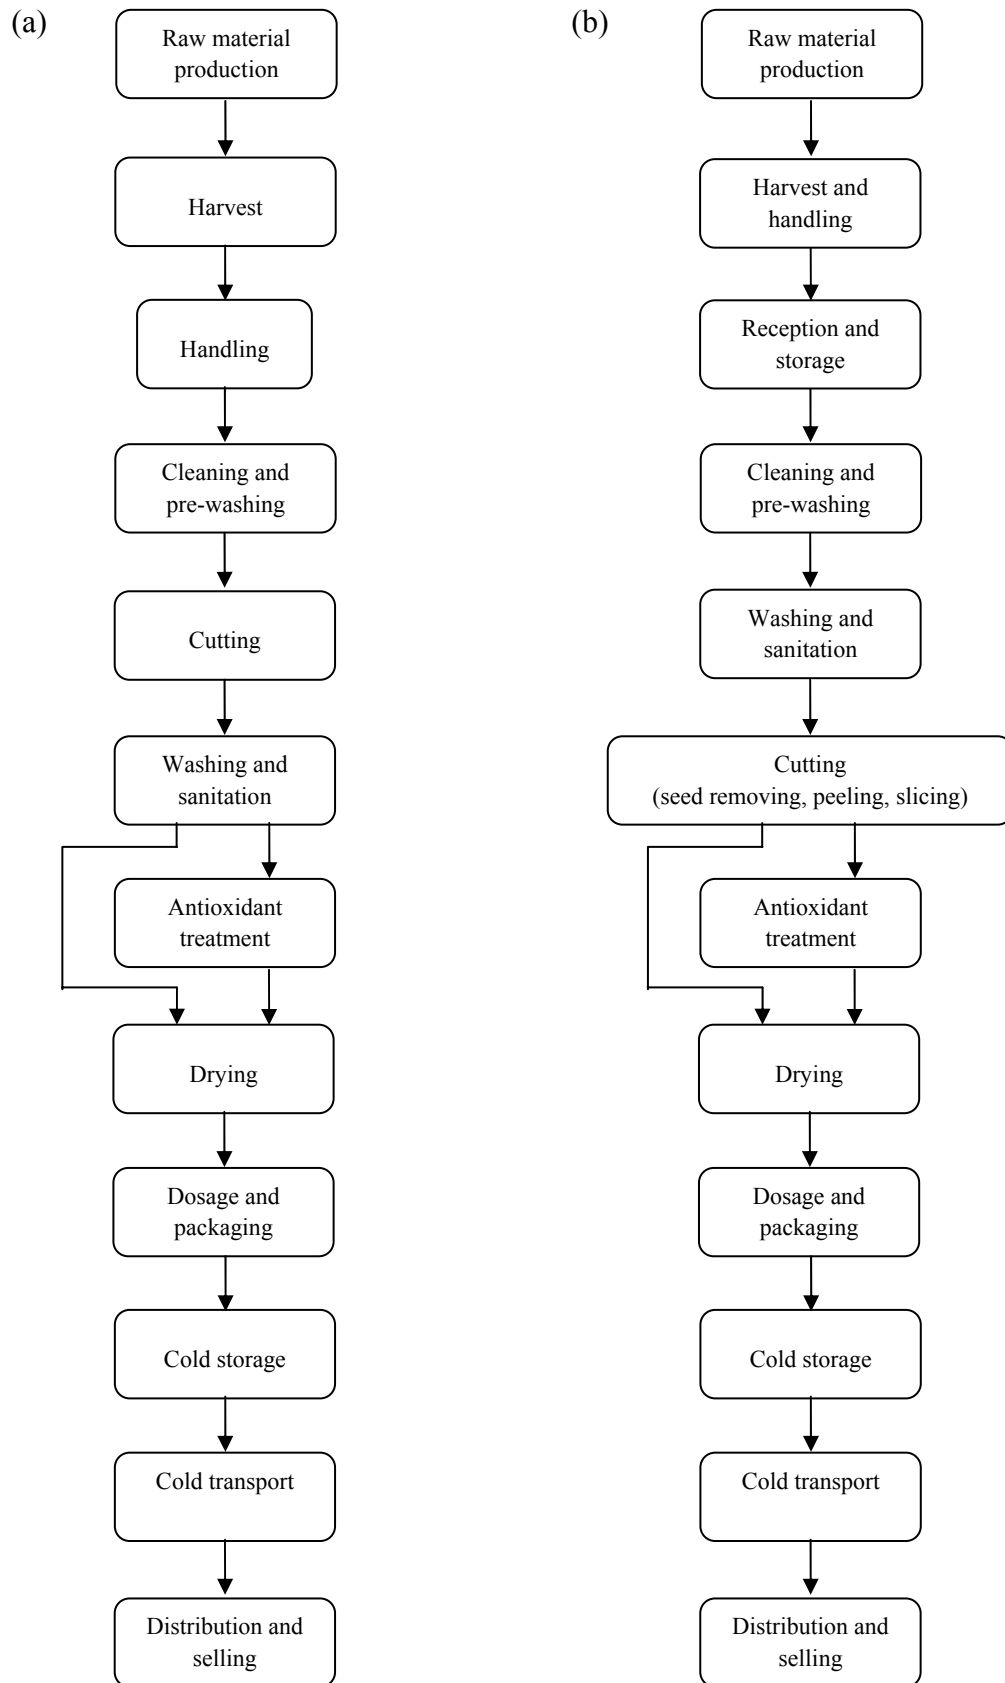 (a)
Raw material
production
Harvest
Handling
Cleaning and
pre-washing
Cutting
Washing and
sanitation
Antioxidant
treatment
Drying
Dosage and
packaging
Cold storage
Cold transport
Distribution and
selling
(b)
Raw material
production
Harvest and
handling
Reception and
storage
Cleaning and
pre-washing
Washing and
sanitation
Cutting
(seed removing, peeling, slicing)
Antioxidant
treatment
Drying
Dosage and
packaging
Cold storage
Cold transport
Distribution and
selling